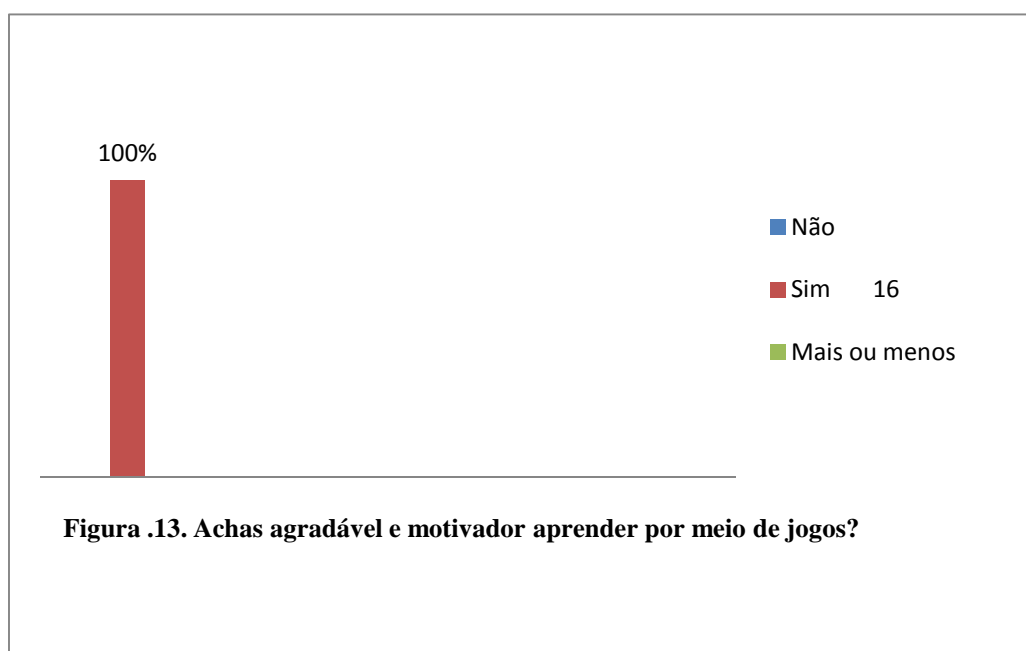 100%
Não
Sim 16
Mais ou menos
Figura .13. Achas agradável e motivador aprender por meio de jogos?